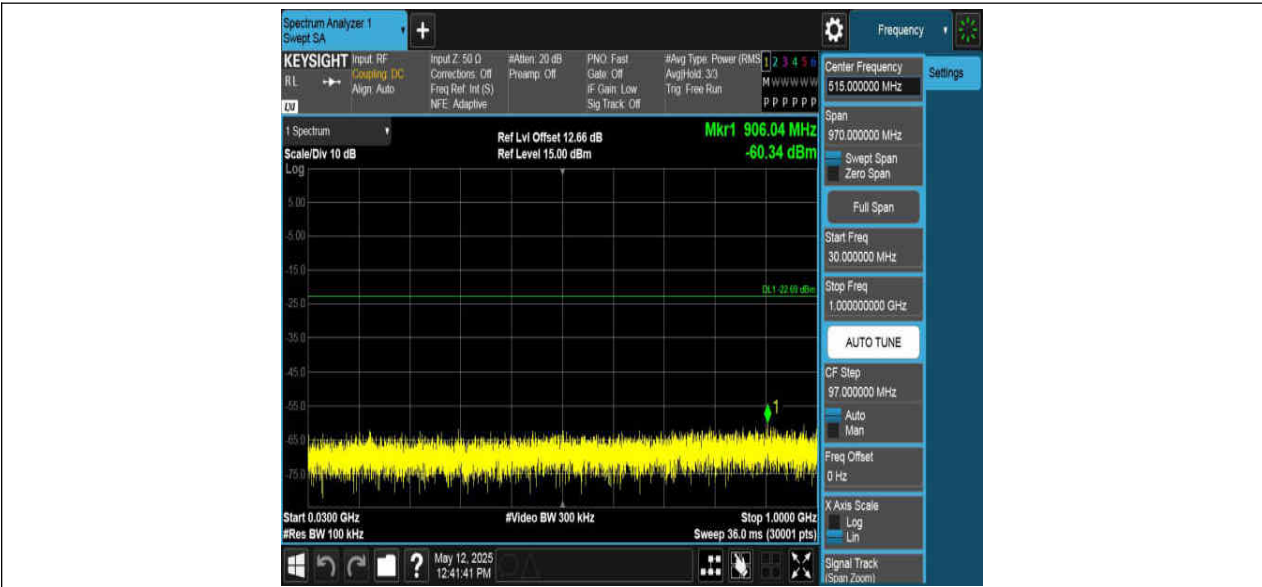 Spectrum Analyzer 1
Swept SA
+
Frequency
KEYSIGHT
RL
LXI
Input: RF
Coupling: DC
Align: Auto
Input Z: 50 Ω
Corrections: Off
Freq Ref: Int (S)
NFE: Adaptive
#Atten: 20 dB
Preamp: Off
PNO: Fast
Gate: Off
IF Gain: Low
Sig Track: Off
#Avg Type: Power (RMS
Avg|Hold: 3/3
Trig: Free Run
1 2 3 4 5 6
M W W W W W
P P P P P P
1 Spectrum
Scale/Div 10 dB
Log
Ref Lvl Offset 12.66 dB
Ref Level 15.00 dBm
Mkr1 906.04 MHz
-60.34 dBm
5.00
-5.00
-15.0
-25.0
-35.0
-45.0
-55.0
-65.0
-75.0
DL1 -22.69 dBm
1
Start 0.0300 GHz
#Res BW 100 kHz
#Video BW 300 kHz
Stop 1.0000 GHz
Sweep 36.0 ms (30001 pts)
Center Frequency
515.000000 MHz
Settings
Span
970.000000 MHz
Swept Span
Zero Span
Full Span
Start Freq
30.000000 MHz
Stop Freq
1.000000000 GHz
AUTO TUNE
CF Step
97.000000 MHz
Auto
Man
Freq Offset
0 Hz
X Axis Scale
Log
Lin
Signal Track
(Span Zoom)
?
May 12, 2025
12:41:41 PM